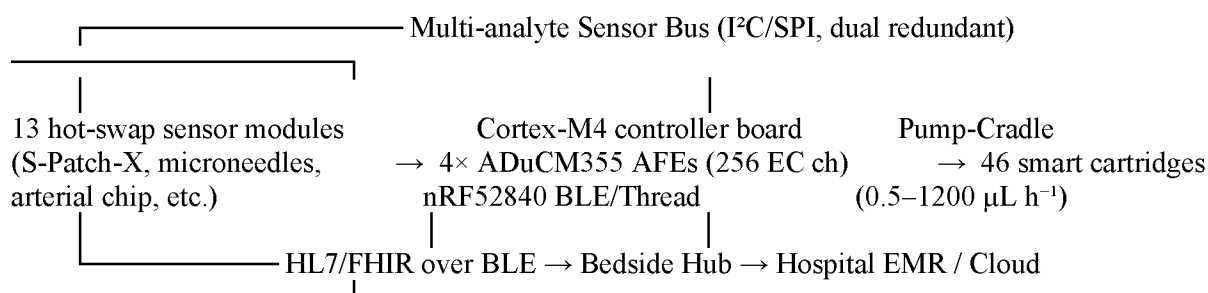 Multi-analyte Sensor Bus (I²C/SPI, dual redundant)
13 hot-swap sensor modules Cortex-M4 controller board Pump-Cradle
(S-Patch-X, microneedles, → 4× ADuCM355 AFEs (256 EC ch) → 46 smart cartridges
arterial chip, etc.) nRF52840 BLE/Thread (0.5–1200 μL h⁻¹)
HL7/FHIR over BLE → Bedside Hub → Hospital EMR / Cloud